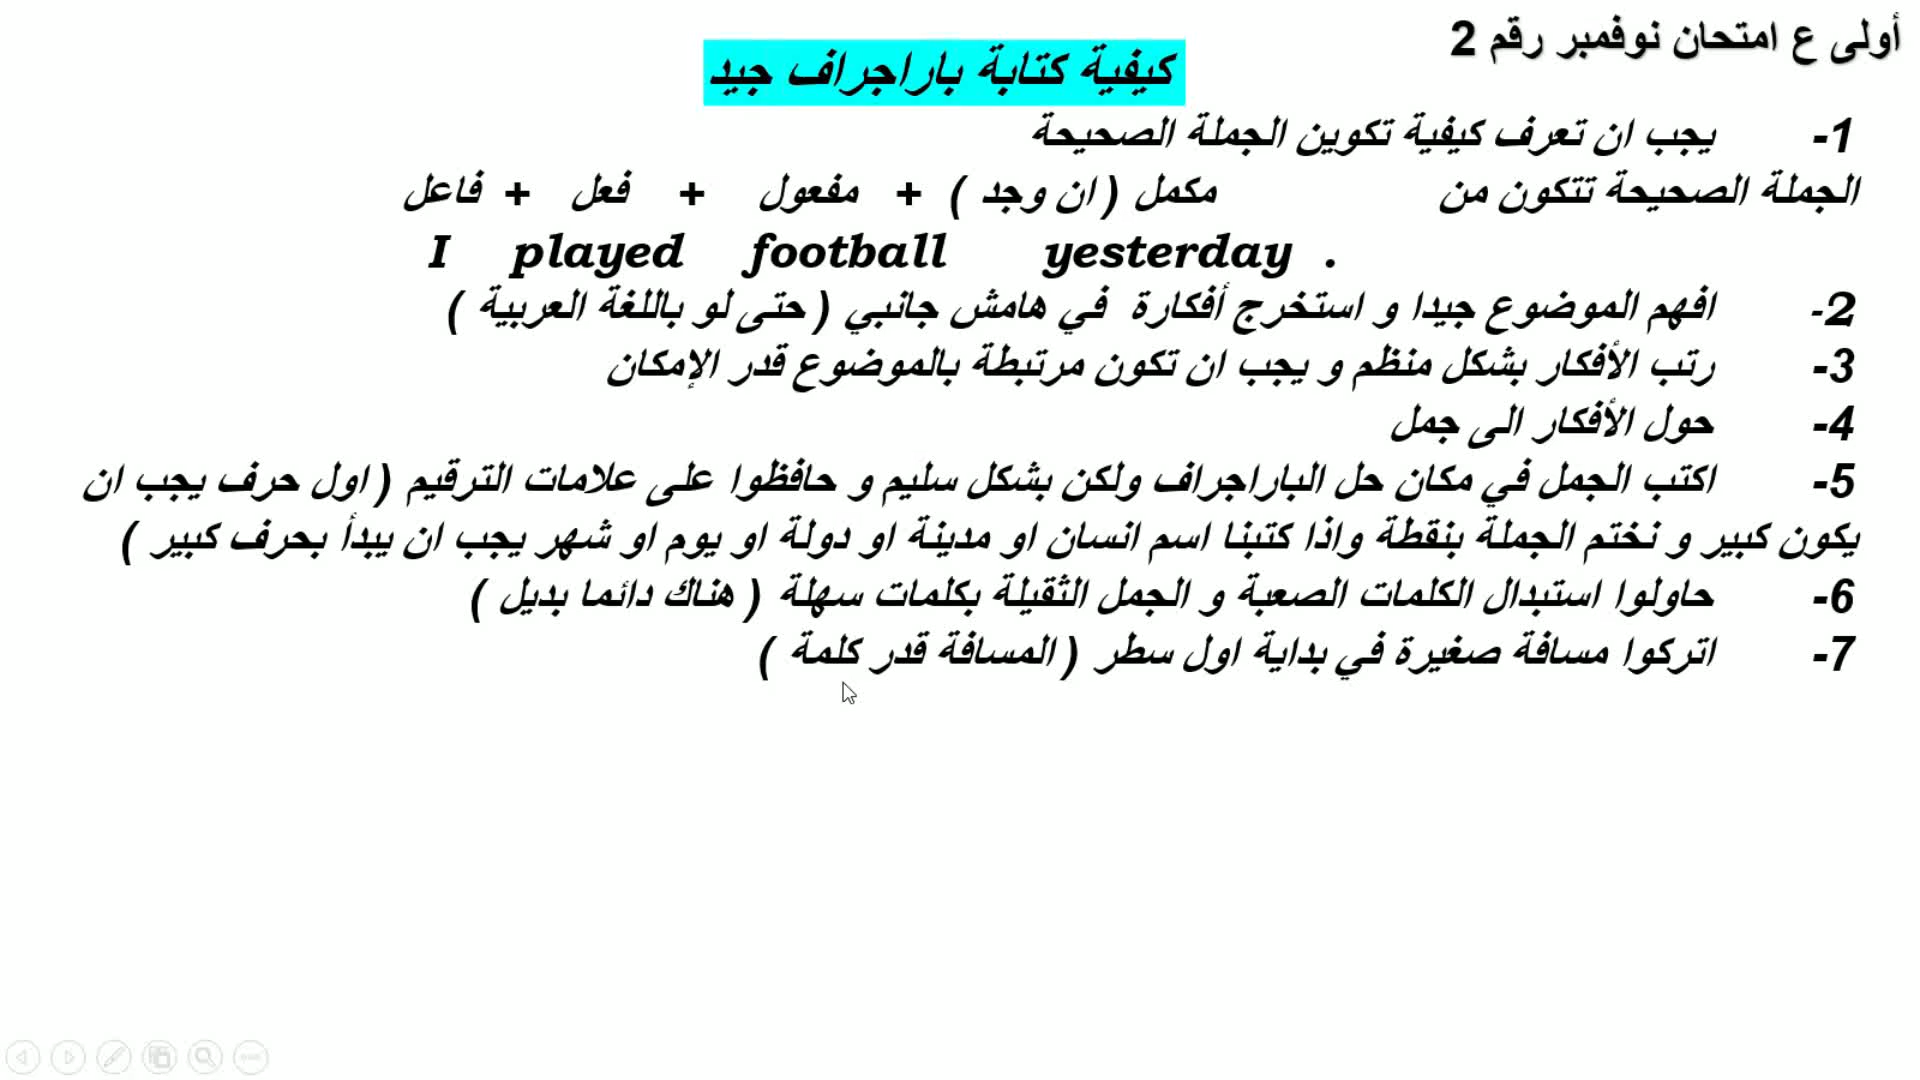 أولى ع امتحان نوفمبر رقم 2
كيفية كتابة باراجراف جيد
1- يجب ان تعرف كيفية تكوين الجملة الصحيحة
الجملة الصحيحة تتكون من فاعل + فعل + مفعول + مكمل ( ان وجد )
I played football yesterday .
2- افهم الموضوع جيدا و استخرج أفكارة في هامش جانبي ( حتى لو باللغة العربية )
3- رتب الأفكار بشكل منظم و يجب ان تكون مرتبطة بالموضوع قدر الإمكان
4- حول الأفكار الى جمل
5- اكتب الجمل في مكان حل الباراجراف ولكن بشكل سليم و حافظوا على علامات الترقيم ( اول حرف يجب ان
يكون كبير و نختم الجملة بنقطة واذا كتبنا اسم انسان او مدينة او دولة او يوم او شهر يجب ان يبدأ بحرف كبير )
6- حاولوا استبدال الكلمات الصعبة و الجمل الثقيلة بكلمات سهلة ( هناك دائما بديل )
7- اتركوا مسافة صغيرة في بداية اول سطر ( المسافة قدر كلمة )